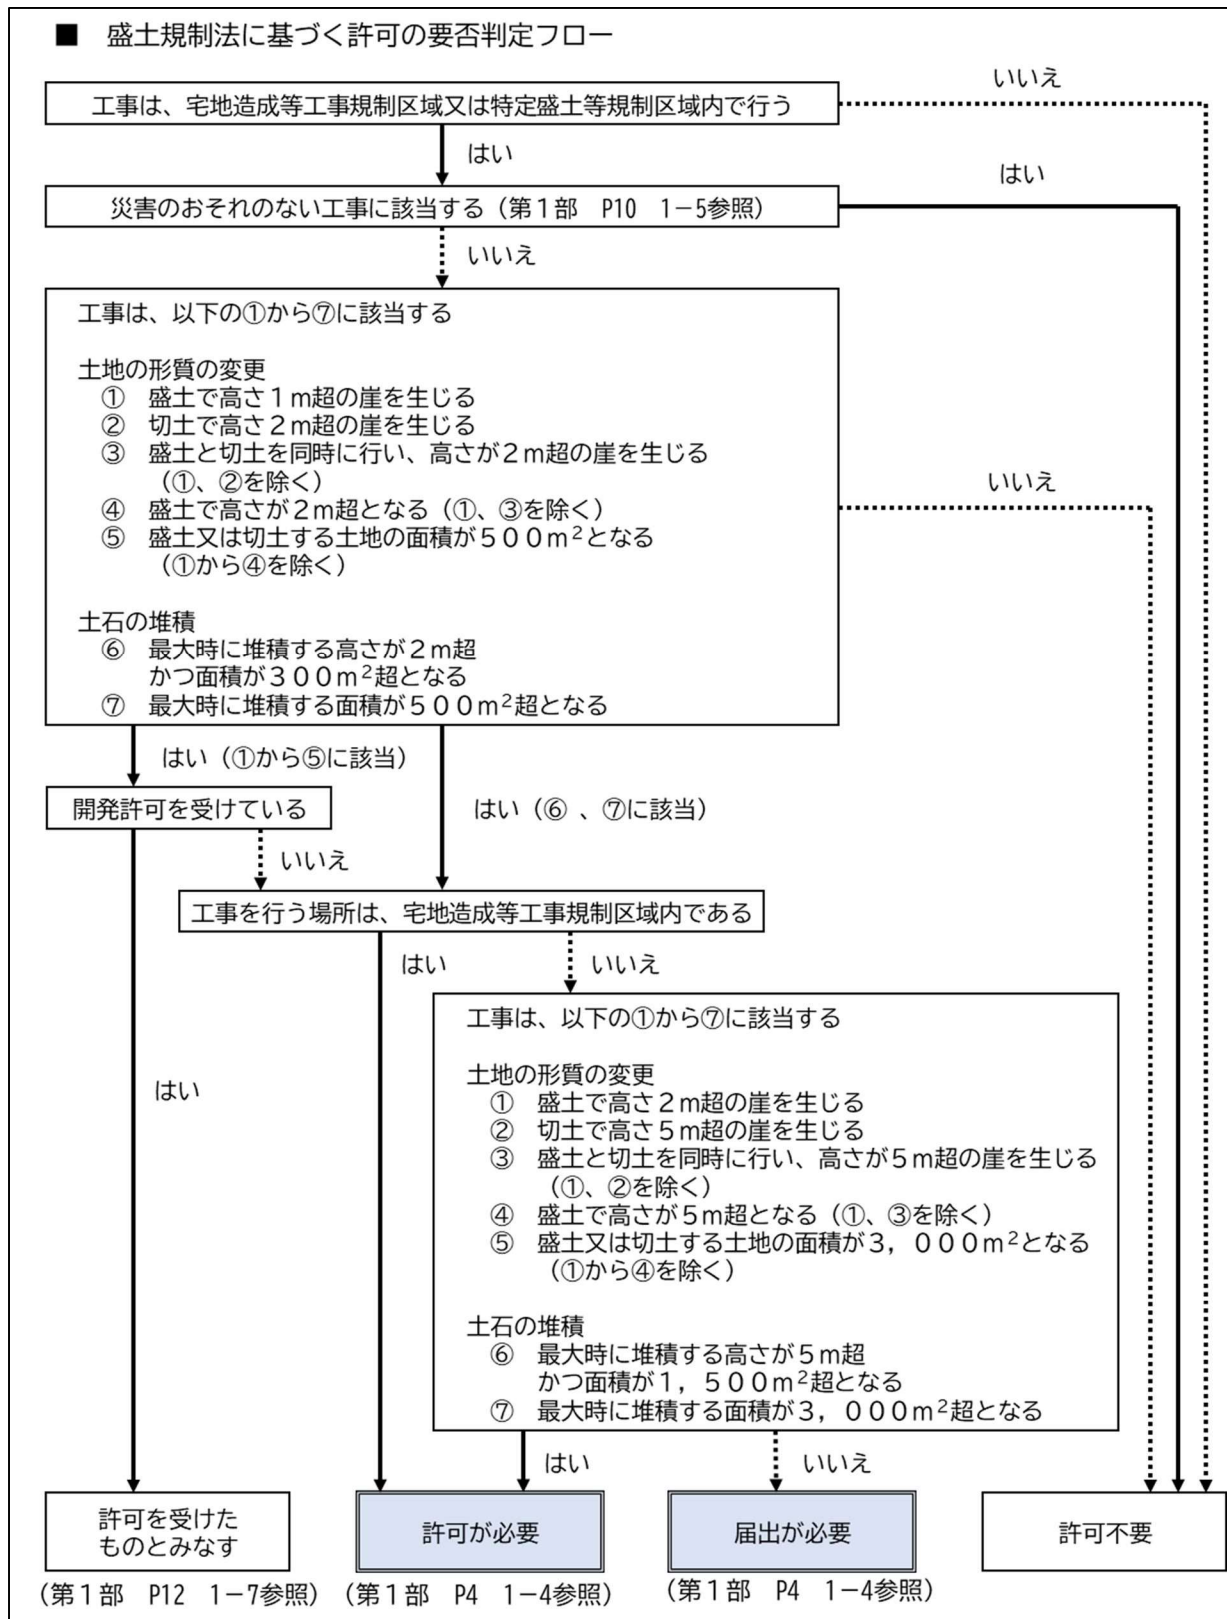 ■ 盛土規制法に基づく許可の要否判定フロー
いいえ
工事は、宅地造成等工事規制区域又は特定盛土等規制区域内で行う
はい
はい
災害のおそれのない工事に該当する（第１部 P10 1－5参照）
いいえ
工事は、以下の①から⑦に該当する
土地の形質の変更
① 盛土で高さ１ｍ超の崖を生じる
② 切土で高さ２ｍ超の崖を生じる
③ 盛土と切土を同時に行い、高さが２ｍ超の崖を生じる
（①、②を除く）
④ 盛土で高さが２ｍ超となる（①、③を除く）
⑤ 盛土又は切土する土地の面積が５００ｍ²となる
（①から④を除く）
土石の堆積
⑥ 最大時に堆積する高さが２ｍ超
かつ面積が３００ｍ²超となる
⑦ 最大時に堆積する面積が５００ｍ²超となる
いいえ
はい（①から⑤に該当）
開発許可を受けている
はい（⑥ 、⑦に該当）
いいえ
工事を行う場所は、宅地造成等工事規制区域内である
はい
いいえ
はい
工事は、以下の①から⑦に該当する
土地の形質の変更
① 盛土で高さ２ｍ超の崖を生じる
② 切土で高さ５ｍ超の崖を生じる
③ 盛土と切土を同時に行い、高さが５ｍ超の崖を生じる
（①、②を除く）
④ 盛土で高さが５ｍ超となる（①、③を除く）
⑤ 盛土又は切土する土地の面積が３，０００ｍ²となる
（①から④を除く）
土石の堆積
⑥ 最大時に堆積する高さが５ｍ超
かつ面積が１，５００ｍ²超となる
⑦ 最大時に堆積する面積が３，０００ｍ²超となる
はい
いいえ
許可を受けた
ものとみなす
（第１部 P12 1－7参照）
許可が必要
（第１部 P4 1－4参照）
届出が必要
（第１部 P4 1－4参照）
許可不要